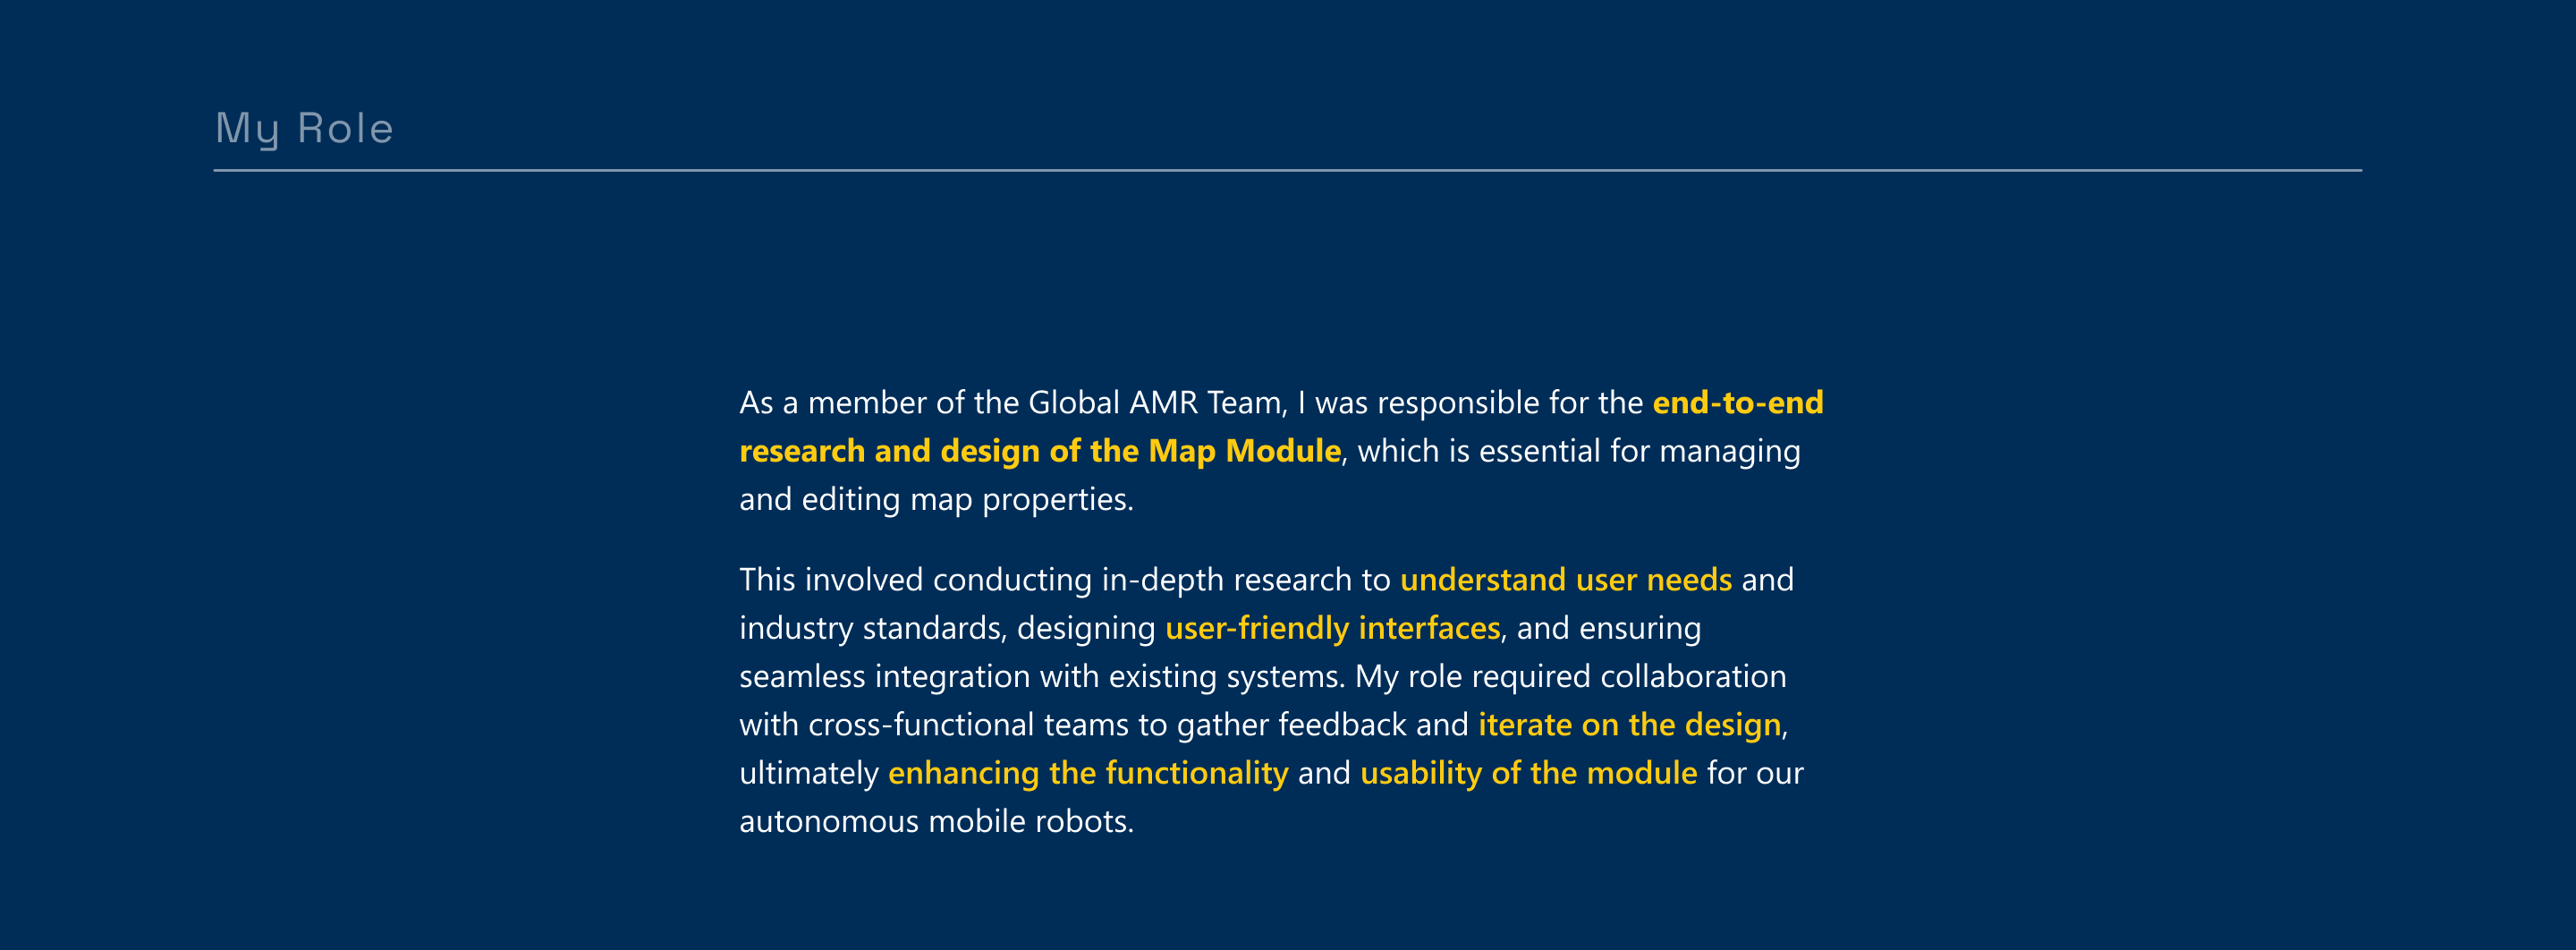 My Role
As a member of the Global AMR Team, I was responsible for the end-to-end
research and design of the Map Module, which is essential for managing
and editing map properties.
This involved conducting in-depth research to understand user needs and
industry standards, designing user-friendly interfaces, and ensuring
seamless integration with existing systems. My role required collaboration
with cross-functional teams to gather feedback and iterate on the design,
ultimately enhancing the functionality and usability of the module for our
autonomous mobile robots.